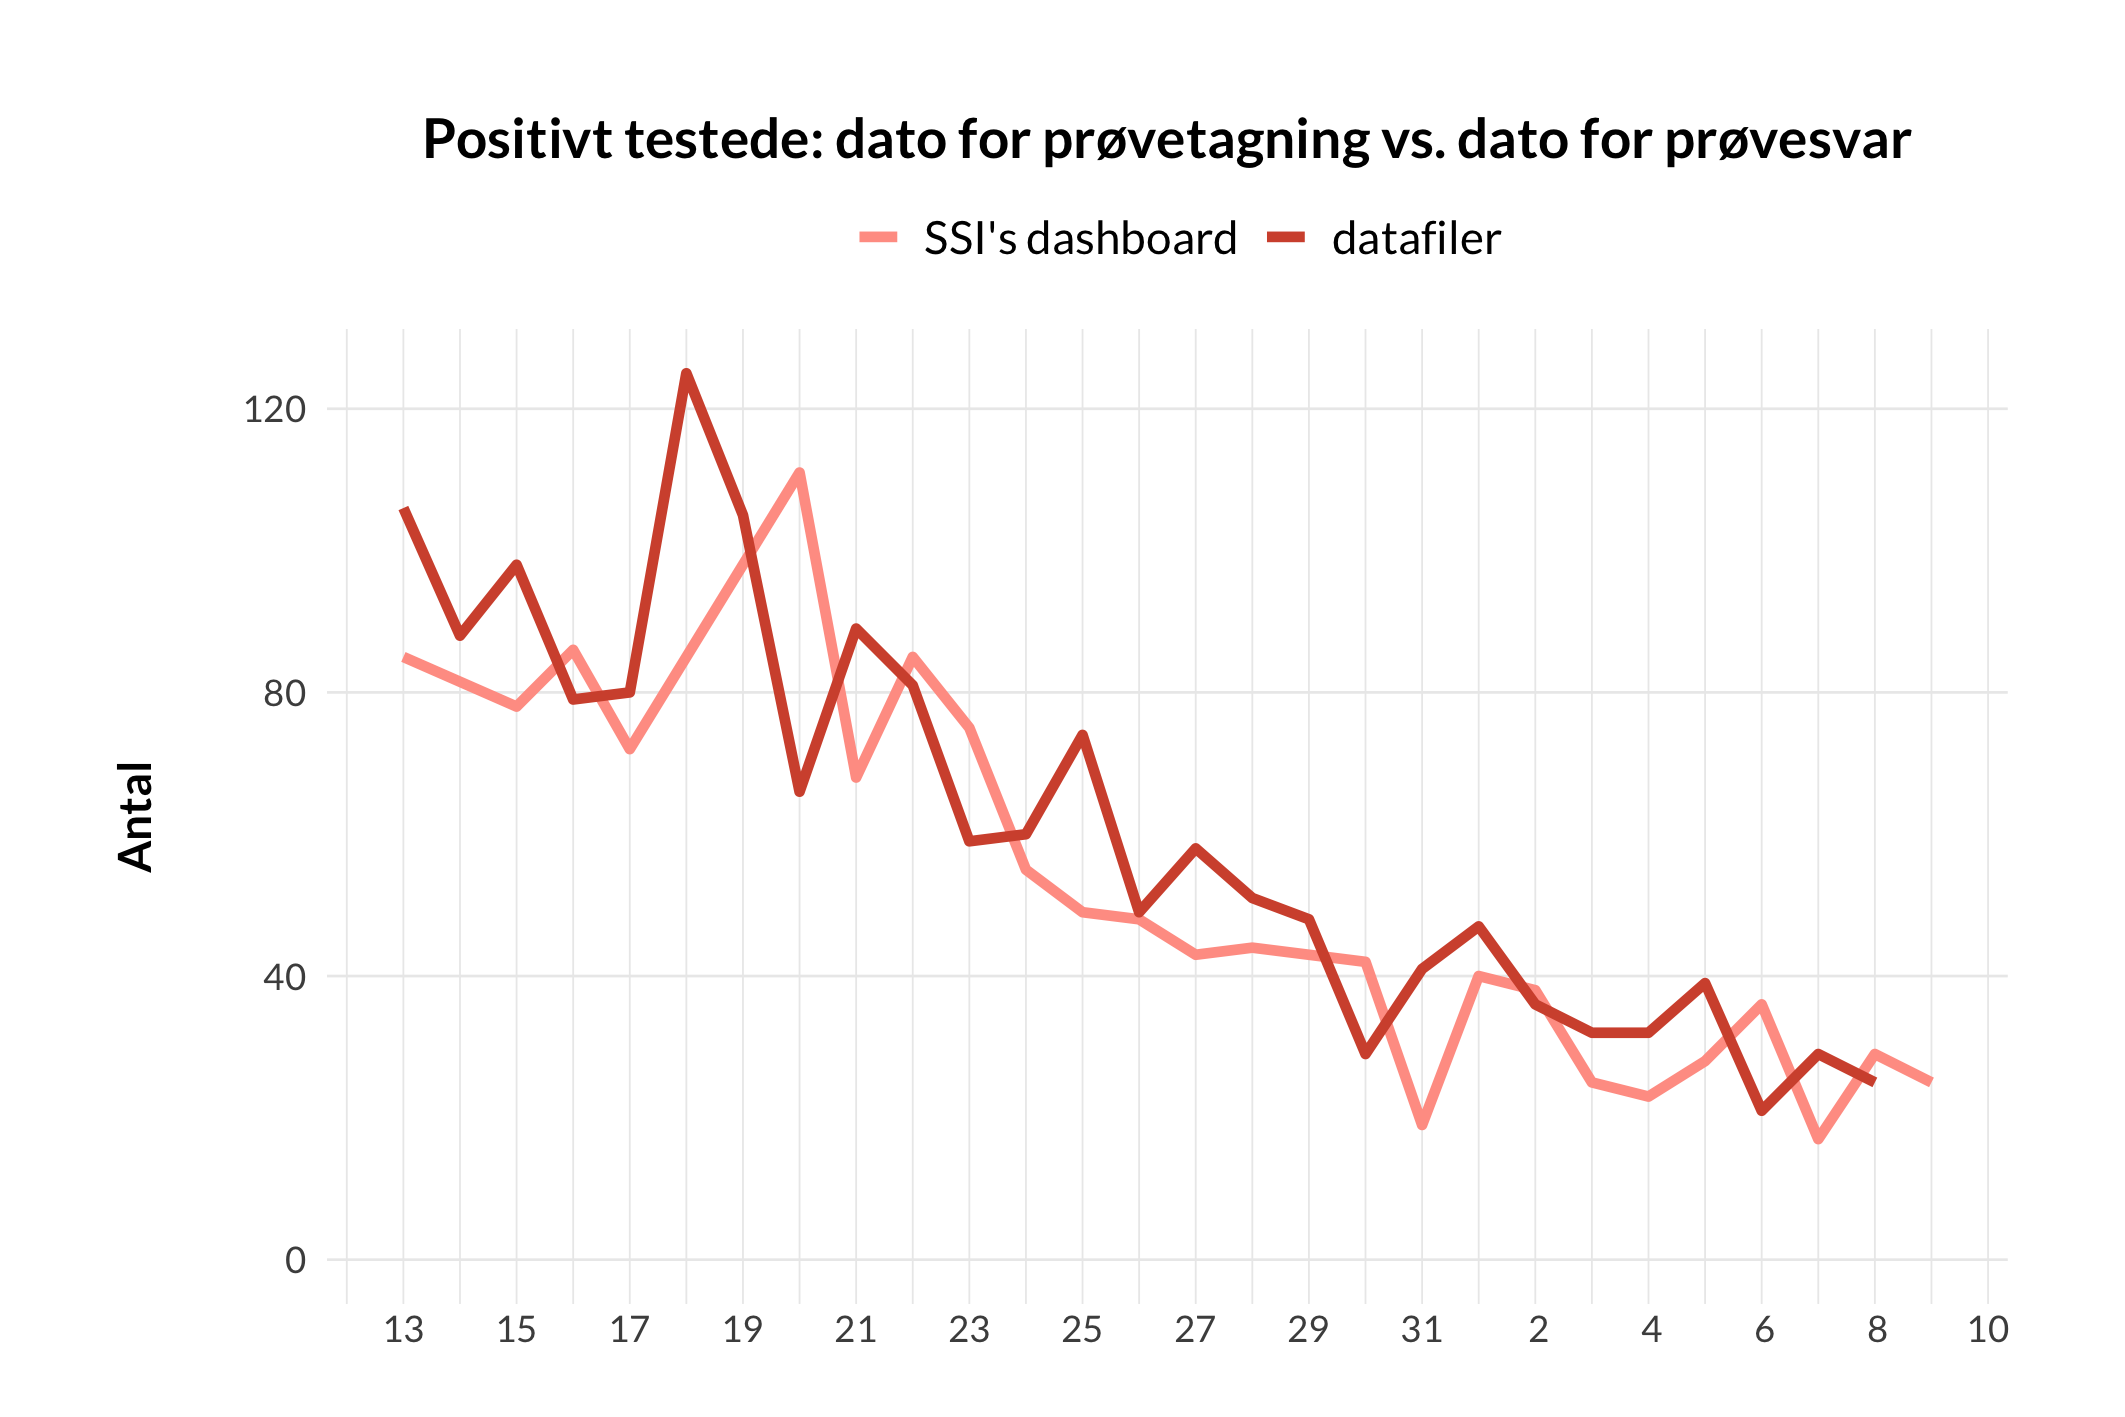 Positivt testede: dato for prøvetagning vs. dato for prøvesvar
SSI's dashboard datafiler
Antal
120
80
40
0
13 15 17 19 21 23 25 27 29 31 2 4 6 8 10